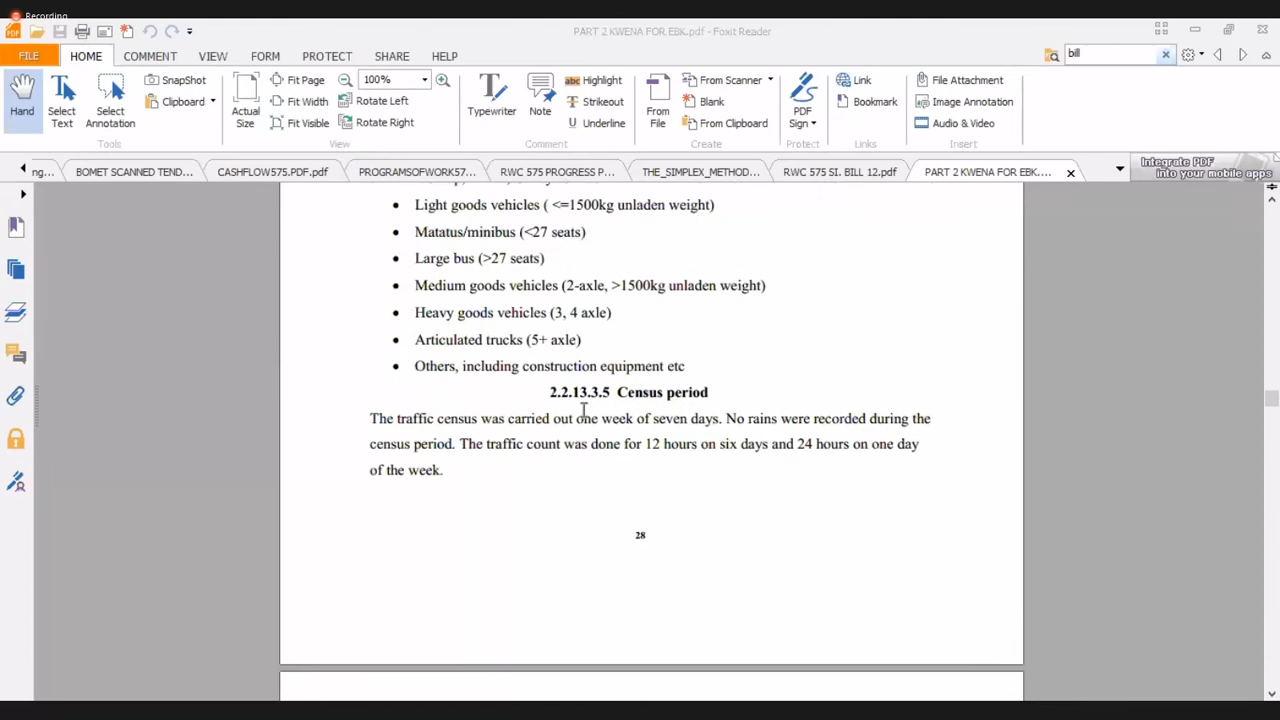 Recording
PART 2 KWENA FOR EBK.pdf - Foxit Reader
FILE
HOME
COMMENT
VIEW
FORM
PROTECT
SHARE
HELP
bill
Hand
Select Text
Select Annotation
SnapShot
Clipboard
Tools
Actual Size
Fit Page
Fit Width
Fit Visible
100%
Rotate Left
Rotate Right
View
Typewriter
Note
Highlight
Strikeout
Underline
Comment
From File
From Scanner
Blank
From Clipboard
Create
PDF Sign
Protect
Link
Bookmark
Links
File Attachment
Image Annotation
Audio & Video
Insert
ng...
BOMET SCANNED TEND...
CASHFLOW575.PDF.pdf
PROGRAMSOFWORK57...
RWC 575 PROGRESS P...
THE_SIMPLEX_METHOD...
RWC 575 SI. BILL 12.pdf
PART 2 KWENA FOR EBK....
Integrate PDF
into your mobile apps
• Light goods vehicles ( <=1500kg unladen weight)
• Matatus/minibus (<27 seats)
• Large bus (>27 seats)
• Medium goods vehicles (2-axle, >1500kg unladen weight)
• Heavy goods vehicles (3, 4 axle)
• Articulated trucks (5+ axle)
• Others, including construction equipment etc
2.2.13.3.5 Census period
The traffic census was carried out one week of seven days. No rains were recorded during the
census period. The traffic count was done for 12 hours on six days and 24 hours on one day
of the week.
28